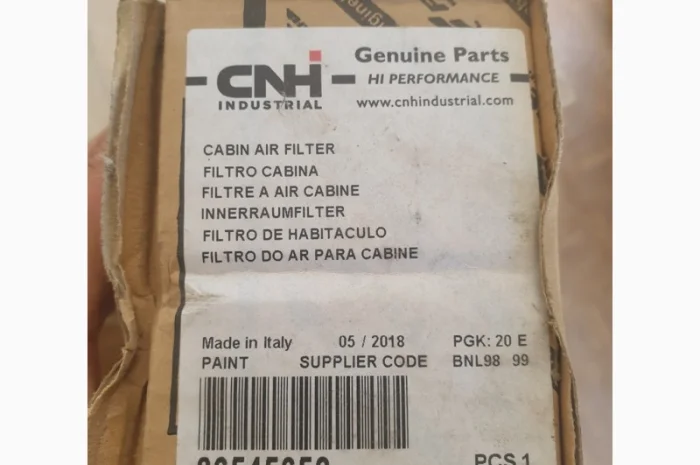 CNH
INDUSTRIAL
Genuine Parts
HI PERFORMANCE
www.cnhindustrial.com
CABIN AIR FILTER
FILTRO CABINA
FILTRE A AIR CABINE
INNERRAUMFILTER
FILTRO DE HABITACULO
FILTRO DO AR PARA CABINE
Made in Italy 05 / 2018 PGK: 20 E
PAINT SUPPLIER CODE BNL98 99
PCS 1